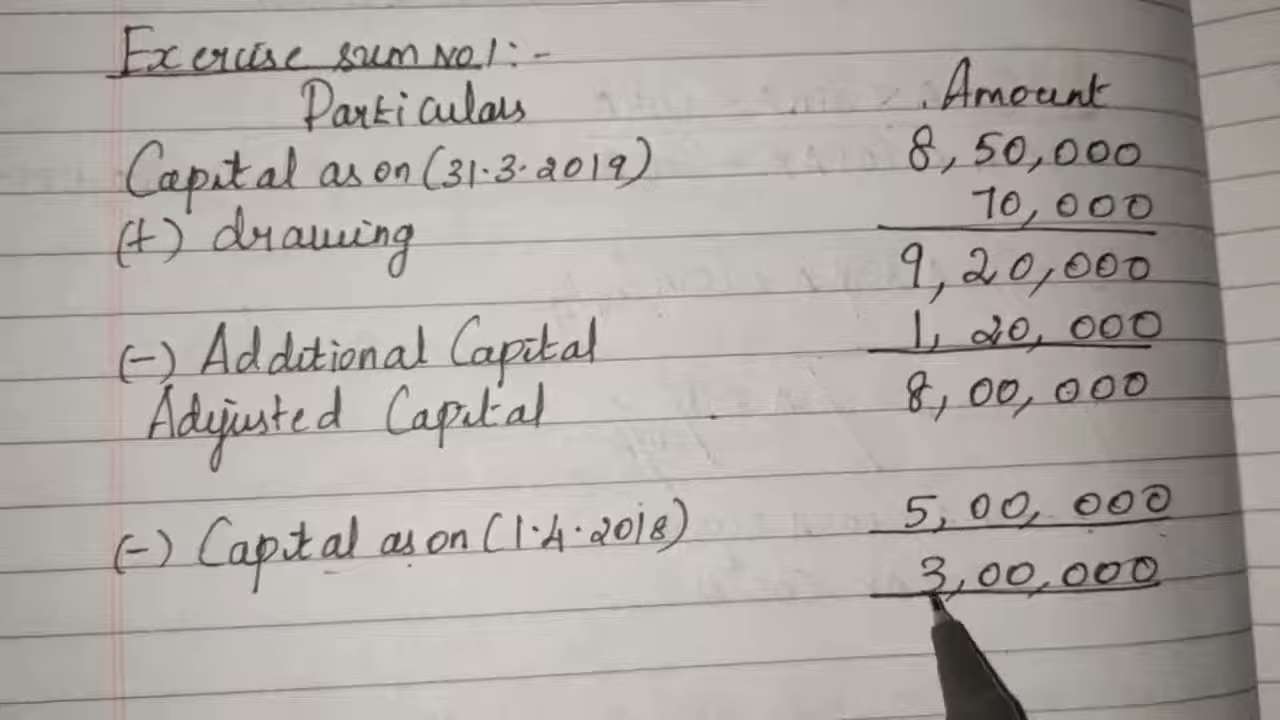 Exercise sum No 1:-
Particulars Amount
Capital as on (31.3.2019) 8,50,000
(+) drawing 70,000
9,20,000
(-) Additional Capital 1,20,000
Adjusted Capital 8,00,000
(-) Capital as on (1.4.2018) 5,00,000
3,00,000